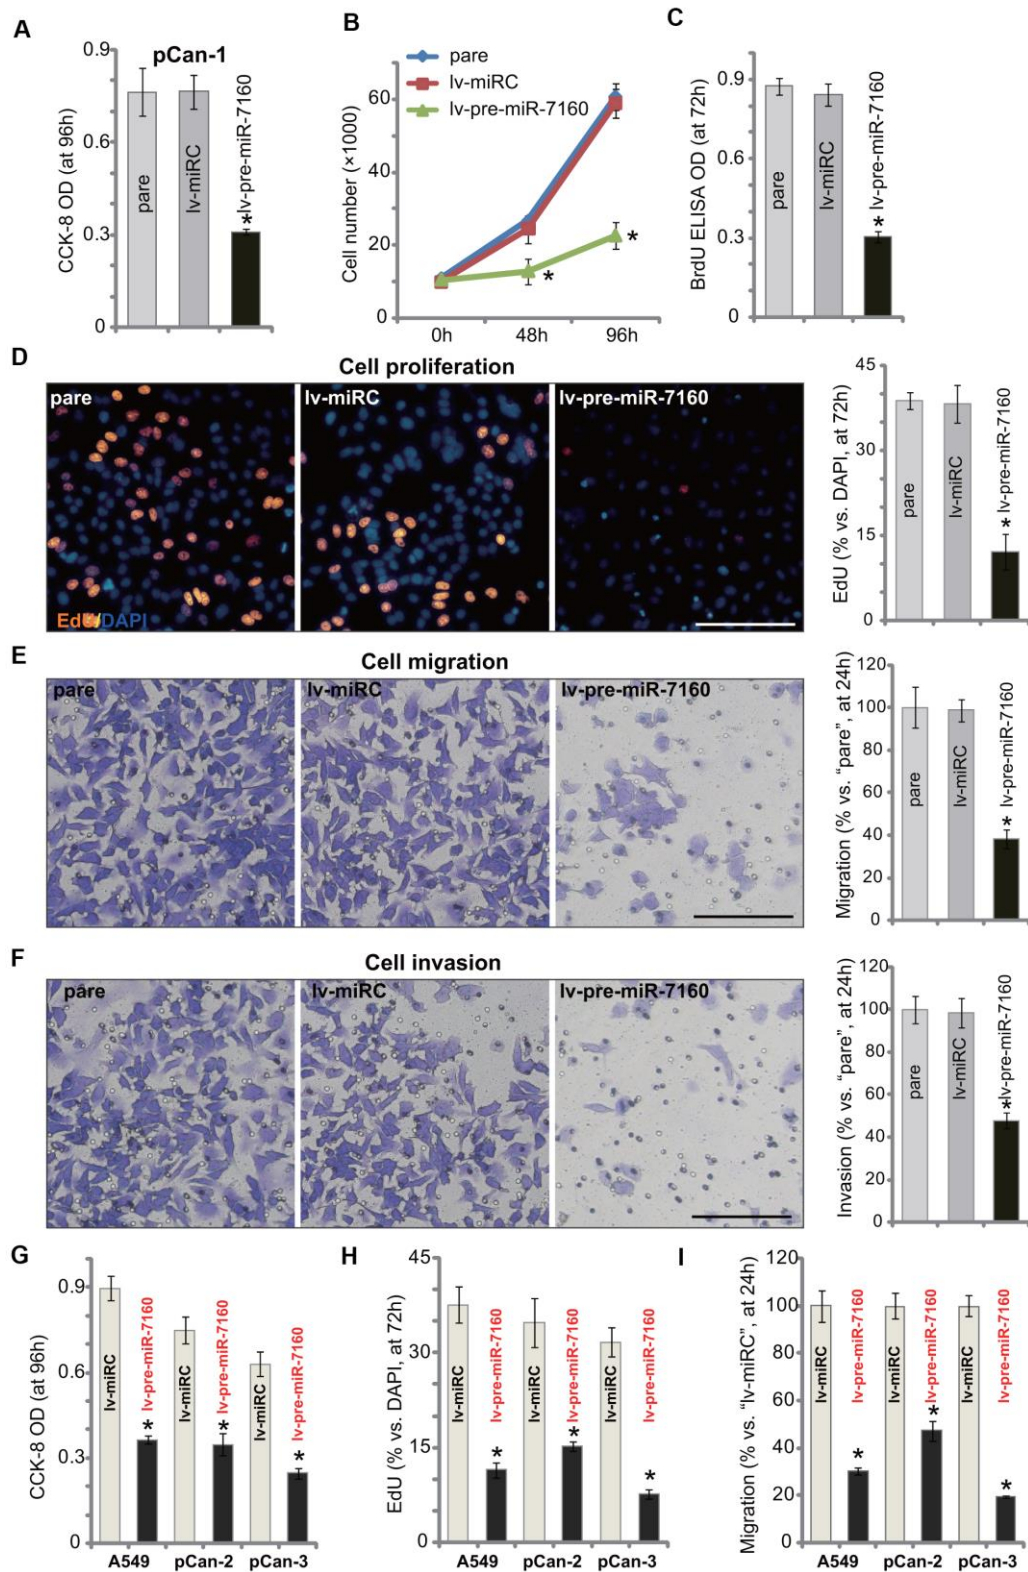 A
pCan-1
CCK-8 OD (at 96h)
0.9
0.6
0.3
0
pare
lv-miRC
lv-pre-miR-7160
*
B
pare
lv-miRC
lv-pre-miR-7160
Cell number (×1000)
60
40
20
0
*
*
0h 48h 96h
C
BrdU ELISA OD (at 72h)
0.9
0.6
0.3
0
pare
lv-miRC
lv-pre-miR-7160
*
D
Cell proliferation
pare
lv-miRC
lv-pre-miR-7160
EdU/DAPI
EdU (% vs. DAPI, at 72h)
45
30
15
0
pare
lv-miRC
lv-pre-miR-7160
*
E
Cell migration
pare
lv-miRC
lv-pre-miR-7160
Migration (% vs. “pare”, at 24h)
120
100
80
60
40
20
0
pare
lv-miRC
lv-pre-miR-7160
*
F
Cell invasion
pare
lv-miRC
lv-pre-miR-7160
Invasion (% vs. “pare”, at 24h)
120
100
80
60
40
20
0
pare
lv-miRC
lv-pre-miR-7160
*
G
CCK-8 OD (at 96h)
0.9
0.6
0.3
0
lv-miRC
lv-pre-miR-7160
*
lv-miRC
lv-pre-miR-7160
*
lv-miRC
lv-pre-miR-7160
*
A549 pCan-2 pCan-3
H
EdU (% vs. DAPI, at 72h)
45
30
15
0
lv-miRC
lv-pre-miR-7160
*
lv-miRC
lv-pre-miR-7160
*
lv-miRC
lv-pre-miR-7160
*
A549 pCan-2 pCan-3
I
Migration (% vs. “lv-miRC”, at 24h)
120
100
80
60
40
20
0
lv-miRC
lv-pre-miR-7160
*
lv-miRC
lv-pre-miR-7160
*
lv-miRC
lv-pre-miR-7160
*
A549 pCan-2 pCan-3